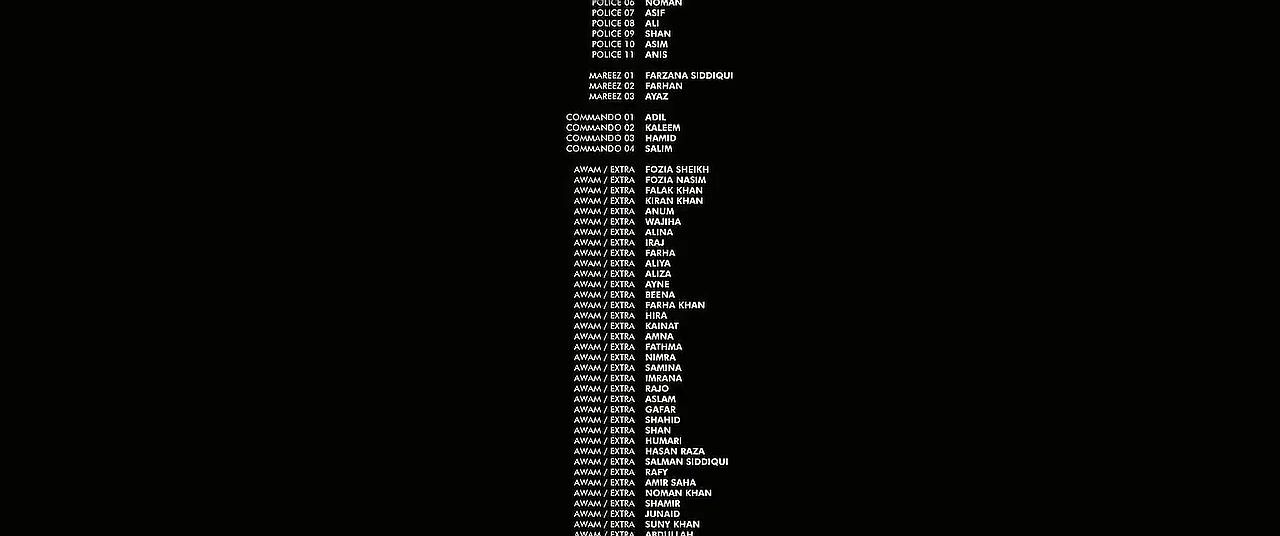 POLICE 06 NOMAN
POLICE 07 ASIF
POLICE 08 ALI
POLICE 09 SHAN
POLICE 10 ASIM
POLICE 11 ANIS
MAREEZ 01 FARZANA SIDDIQUI
MAREEZ 02 FARHAN
MAREEZ 03 AYAZ
COMMANDO 01 ADIL
COMMANDO 02 KALEEM
COMMANDO 03 HAMID
COMMANDO 04 SALIM
AWAM / EXTRA FOZIA SHEIKH
AWAM / EXTRA FOZIA NASIM
AWAM / EXTRA FALAK KHAN
AWAM / EXTRA KIRAN KHAN
AWAM / EXTRA ANUM
AWAM / EXTRA WAJIHA
AWAM / EXTRA ALINA
AWAM / EXTRA IRAJ
AWAM / EXTRA FARHA
AWAM / EXTRA ALIYA
AWAM / EXTRA ALIZA
AWAM / EXTRA AYNE
AWAM / EXTRA BEENA
AWAM / EXTRA FARHA KHAN
AWAM / EXTRA HIRA
AWAM / EXTRA KAINAT
AWAM / EXTRA AMNA
AWAM / EXTRA FATHMA
AWAM / EXTRA NIMRA
AWAM / EXTRA SAMINA
AWAM / EXTRA IMRANA
AWAM / EXTRA RAJO
AWAM / EXTRA ASLAM
AWAM / EXTRA GAFAR
AWAM / EXTRA SHAHID
AWAM / EXTRA SHAN
AWAM / EXTRA HUMARI
AWAM / EXTRA HASAN RAZA
AWAM / EXTRA SALMAN SIDDIQUI
AWAM / EXTRA RAFY
AWAM / EXTRA AMIR SAHA
AWAM / EXTRA NOMAN KHAN
AWAM / EXTRA SHAMIR
AWAM / EXTRA JUNAID
AWAM / EXTRA SUNY KHAN
AWAM / EXTRA ABDULLAH